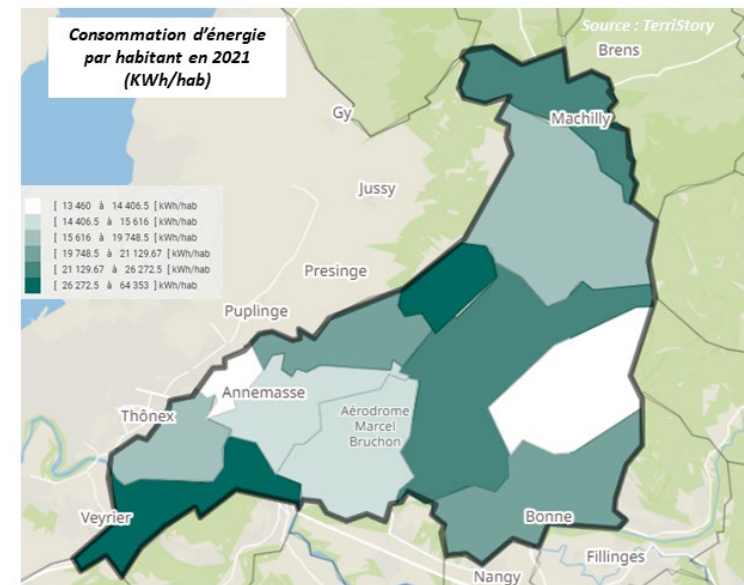 Consommation d'énergie
par habitant en 2021
(KWh/hab)
Source : TerriStory
Brens
Gy
Machilly
Jussy
[ 13 460 à 14 406.5 [ kWh/hab
[ 14 406.5 à 15 616 [ kWh/hab
[ 15 616 à 19 748.5 [ kWh/hab
[ 19 748.5 à 21 129.67 [ kWh/hab
[ 21 129.67 à 26 272.5 [ kWh/hab
[ 26 272.5 à 64 353 ] kWh/hab
Presinge
Puplinge
Annemasse
Thônex
Aérodrome
Marcel
Bruchon
Veyrier
Bonne
Fillinges
Nangy